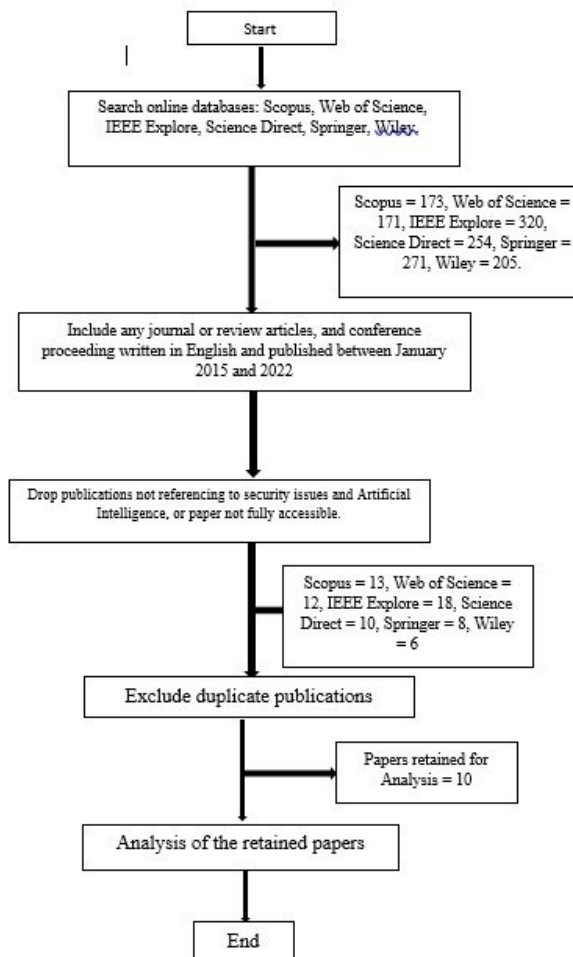 Start
Search online databases: Scopus, Web of Science,
IEEE Explore, Science Direct, Springer, Wiley.
Scopus = 173, Web of Science =
171, IEEE Explore = 320,
Science Direct = 254, Springer =
271, Wiley = 205.
Include any journal or review articles, and conference
proceeding written in English and published between January
2015 and 2022
Drop publications not referencing to security issues and Artificial
Intelligence, or paper not fully accessible.
Scopus = 13, Web of Science =
12, IEEE Explore = 18, Science
Direct = 10, Springer = 8, Wiley
= 6
Exclude duplicate publications
Papers retained for
Analysis = 10
Analysis of the retained papers
End